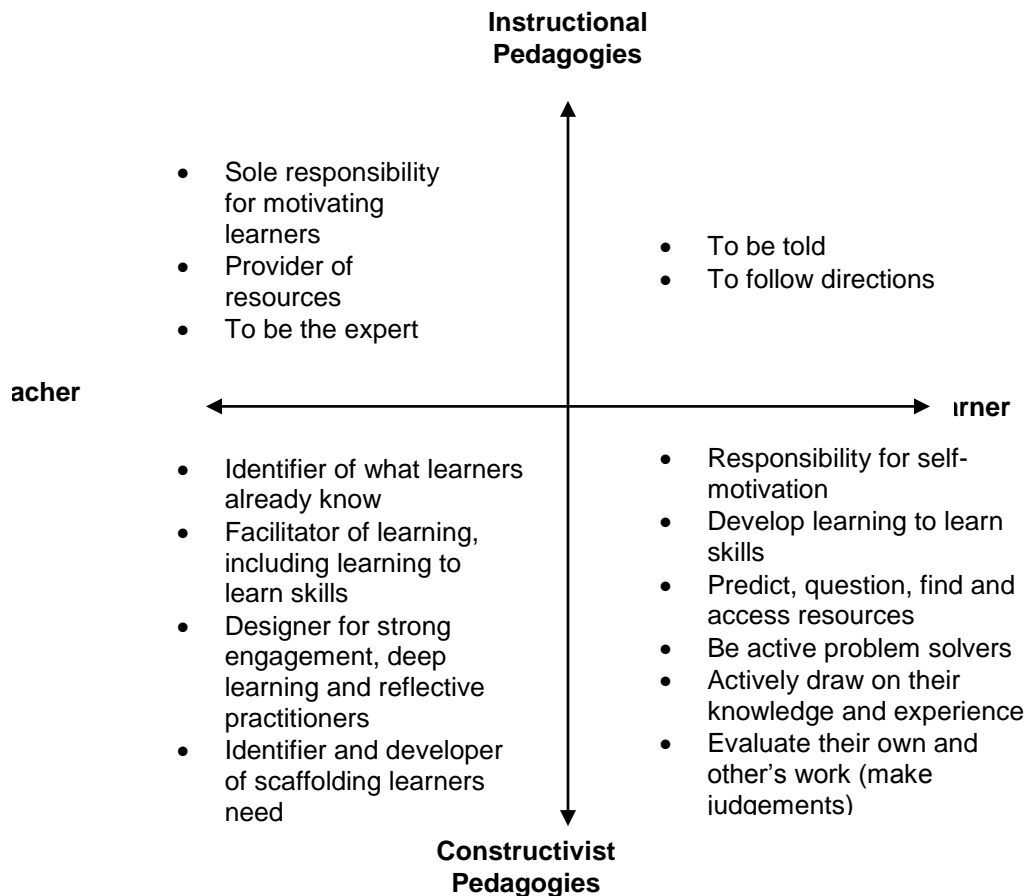 Instructional
Pedagogies
• Sole responsibility
for motivating
learners
• Provider of
resources
• To be the expert
• To be told
• To follow directions
acher
arner
• Identifier of what learners
already know
• Facilitator of learning,
including learning to
learn skills
• Designer for strong
engagement, deep
learning and reflective
practitioners
• Identifier and developer
of scaffolding learners
need
• Responsibility for self-
motivation
• Develop learning to learn
skills
• Predict, question, find and
access resources
• Be active problem solvers
• Actively draw on their
knowledge and experience
• Evaluate their own and
other's work (make
judgements)
Constructivist
Pedagogies